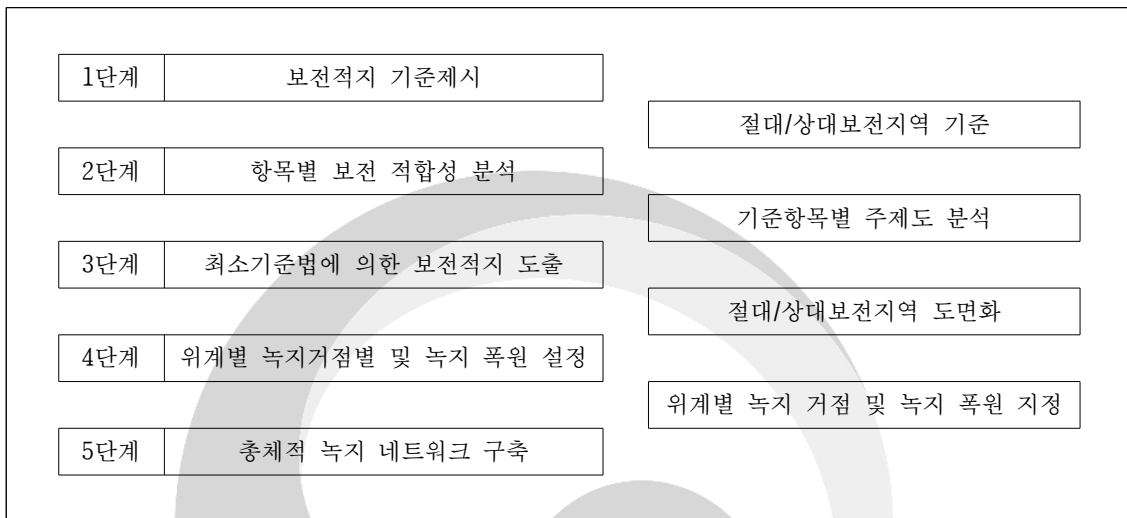 1단계 보전적지 기준제시
절대/상대보전지역 기준
2단계 항목별 보전 적합성 분석
기준항목별 주제도 분석
3단계 최소기준법에 의한 보전적지 도출
절대/상대보전지역 도면화
4단계 위계별 녹지거점별 및 녹지 폭원 설정
위계별 녹지 거점 및 녹지 폭원 지정
5단계 총체적 녹지 네트워크 구축